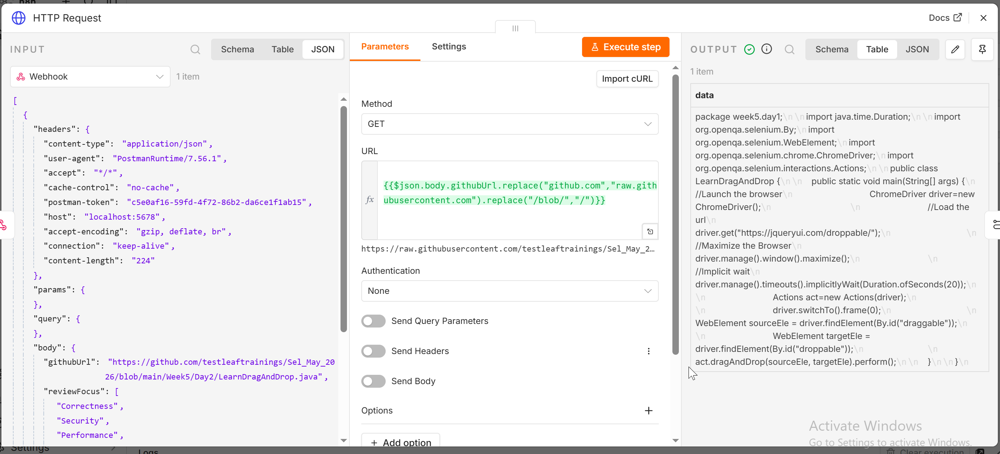 HTTP Request
Docs
INPUT
Schema
Table
JSON
Webhook
1 item
[
{
"headers": {
"content-type": "application/json",
"user-agent": "PostmanRuntime/7.56.1",
"accept": "*/*",
"cache-control": "no-cache",
"postman-token": "c5e0af16-59fd-4f72-86b2-da6ce1f1ab15",
"host": "localhost:5678",
"accept-encoding": "gzip, deflate, br",
"connection": "keep-alive",
"content-length": "224"
},
"params": {
},
"query": {
},
"body": {
"githubUrl": "https://github.com/testleaftrainings/Sel_May_20
26/blob/main/Week5/Day2/LearnDragAndDrop.java",
"reviewFocus": [
"Correctness",
"Security",
"Performance",
Parameters
Settings
Execute step
Import cURL
Method
GET
URL
fx
{{$json.body.githubUrl.replace("github.com","raw.gith
ubusercontent.com").replace("/blob/","/")}}
https://raw.githubusercontent.com/testleaftrainings/Sel_May_2…
Authentication
None
Send Query Parameters
Send Headers
Send Body
Options
Add option
OUTPUT
Schema
Table
JSON
1 item
data
package week5.day1;\n\nimport java.time.Duration;\n\nimport
org.openqa.selenium.By;\nimport
org.openqa.selenium.WebElement;\nimport
org.openqa.selenium.chrome.ChromeDriver;\nimport
org.openqa.selenium.interactions.Actions;\n\npublic class
LearnDragAndDrop {\n\n public static void main(String[] args) {\n
//Launch the browser\n ChromeDriver driver=new
ChromeDriver();\n \n //Load the
url\n
driver.get("https://jqueryui.com/droppable/");\n \n
//Maximize the Browser\n
driver.manage().window().maximize();\n \n
//Implicit wait\n
driver.manage().timeouts().implicitlyWait(Duration.ofSeconds(20));\n
\n Actions act=new Actions(driver);\n
\n driver.switchTo().frame(0);\n \n
WebElement sourceEle = driver.findElement(By.id("draggable"));\n
\n WebElement targetEle =
driver.findElement(By.id("droppable"));\n \n
act.dragAndDrop(sourceEle, targetEle).perform();\n\n }\n\n}\n
Activate Windows
Go to Settings to activate Windows.
Settings
Logs
Clear execution